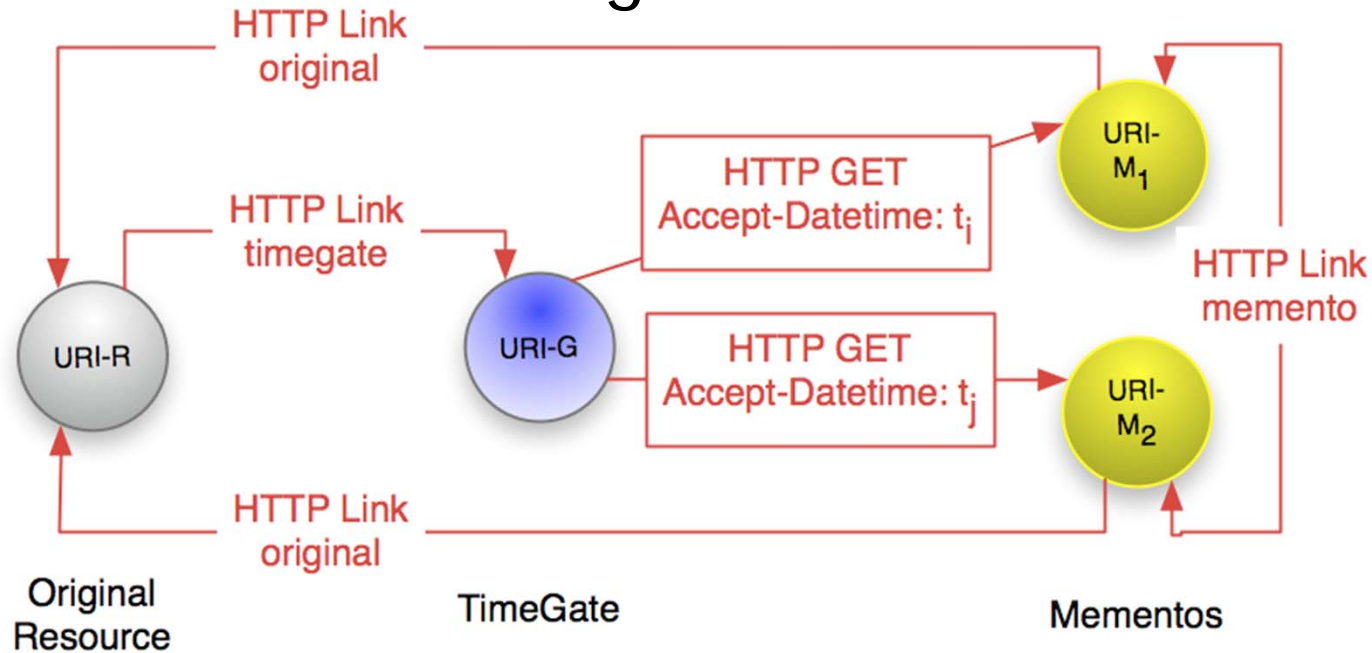 HTTP Link
original
HTTP Link
timegate
HTTP GET
Accept-Datetime: ti
URI-
M1
HTTP Link
memento
URI-R
URI-G
HTTP GET
Accept-Datetime: tj
URI-
M2
HTTP Link
original
Original
Resource
TimeGate
Mementos